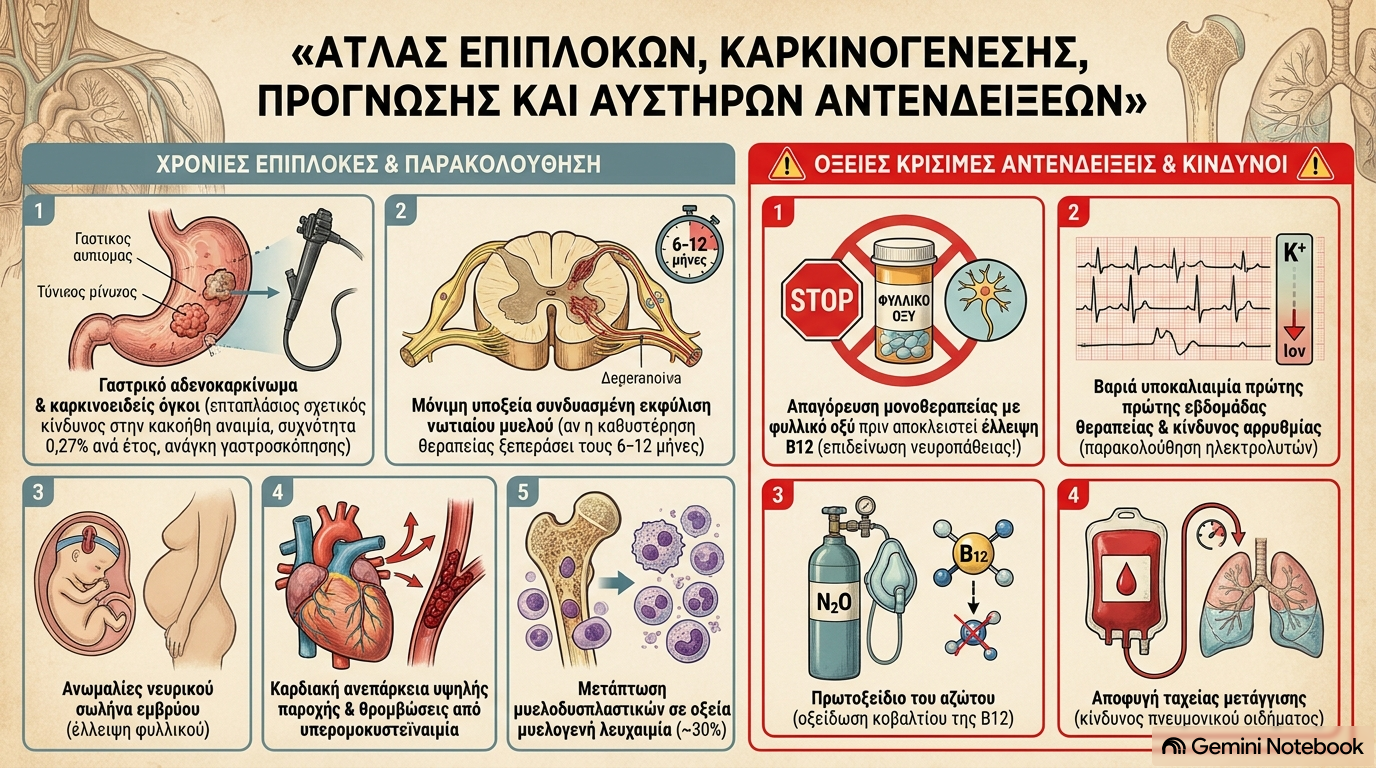 «ΑΤΛΑΣ ΕΠΙΠΛΟΚΩΝ, ΚΑΡΚΙΝΟΓΕΝΕΣΗΣ,
ΠΡΟΓΝΩΣΗΣ ΚΑΙ ΑΥΣΤΗΡΩΝ ΑΝΤΕΝΔΕΙΞΕΩΝ»
ΧΡΟΝΙΕΣ ΕΠΙΠΛΟΚΕΣ & ΠΑΡΑΚΟΛΟΥΘΗΣΗ
1
Γαστικος
αυπιομας
Τύνιεος ρίνυχος
Γαστρικό αδενοκαρκίνωμα
& καρκινοειδείς όγκοι (επταπλάσιος σχετικός
κίνδυνος στην κακοήθη αναιμία, συχνότητα
0,27% ανά έτος, ανάγκη γαστροσκόπησης)
2
6-12
μήνες
Δεgεranoίνα
Μόνιμη υποξεία συνδυασμένη εκφύλιση
νωτιαίου μυελού (αν η καθυστέρηση
θεραπείας ξεπεράσει τους 6–12 μήνες)
3
Ανωμαλίες νευρικού
σωλήνα εμβρύου
(έλλειψη φυλλικού)
4
Καρδιακή ανεπάρκεια υψηλής
παροχής & θρομβώσεις από
υπερομοκυστεϊναιμία
5
Μετάπτωση
μυελοδυσπλαστικών σε οξεία
μυελογενή λευχαιμία (~30%)
ΟΞΕΙΕΣ ΚΡΙΣΙΜΕΣ ΑΝΤΕΝΔΕΙΞΕΙΣ & ΚΙΝΔΥΝΟΙ
1
STOP
ΦΥΛΛΙΚΟ
ΟΞΥ
Απαγόρευση μονοθεραπείας με
φυλλικό οξύ πριν αποκλειστεί έλλειψη
Β12 (επιδείνωση νευροπάθειας!)
2
K+
Ιον
Βαριά υποκαλιαιμία πρώτης
πρώτης εβδομάδας
θεραπείας & κίνδυνος αρρυθμίας
(παρακολούθηση ηλεκτρολυτών)
3
N₂O
B₁₂
Πρωτοξείδιο του αζώτου
(οξείδωση κοβαλτίου της Β12)
4
Αποφυγή ταχείας μετάγγισης
(κίνδυνος πνευμονικού οιδήματος)
Gemini Notebook